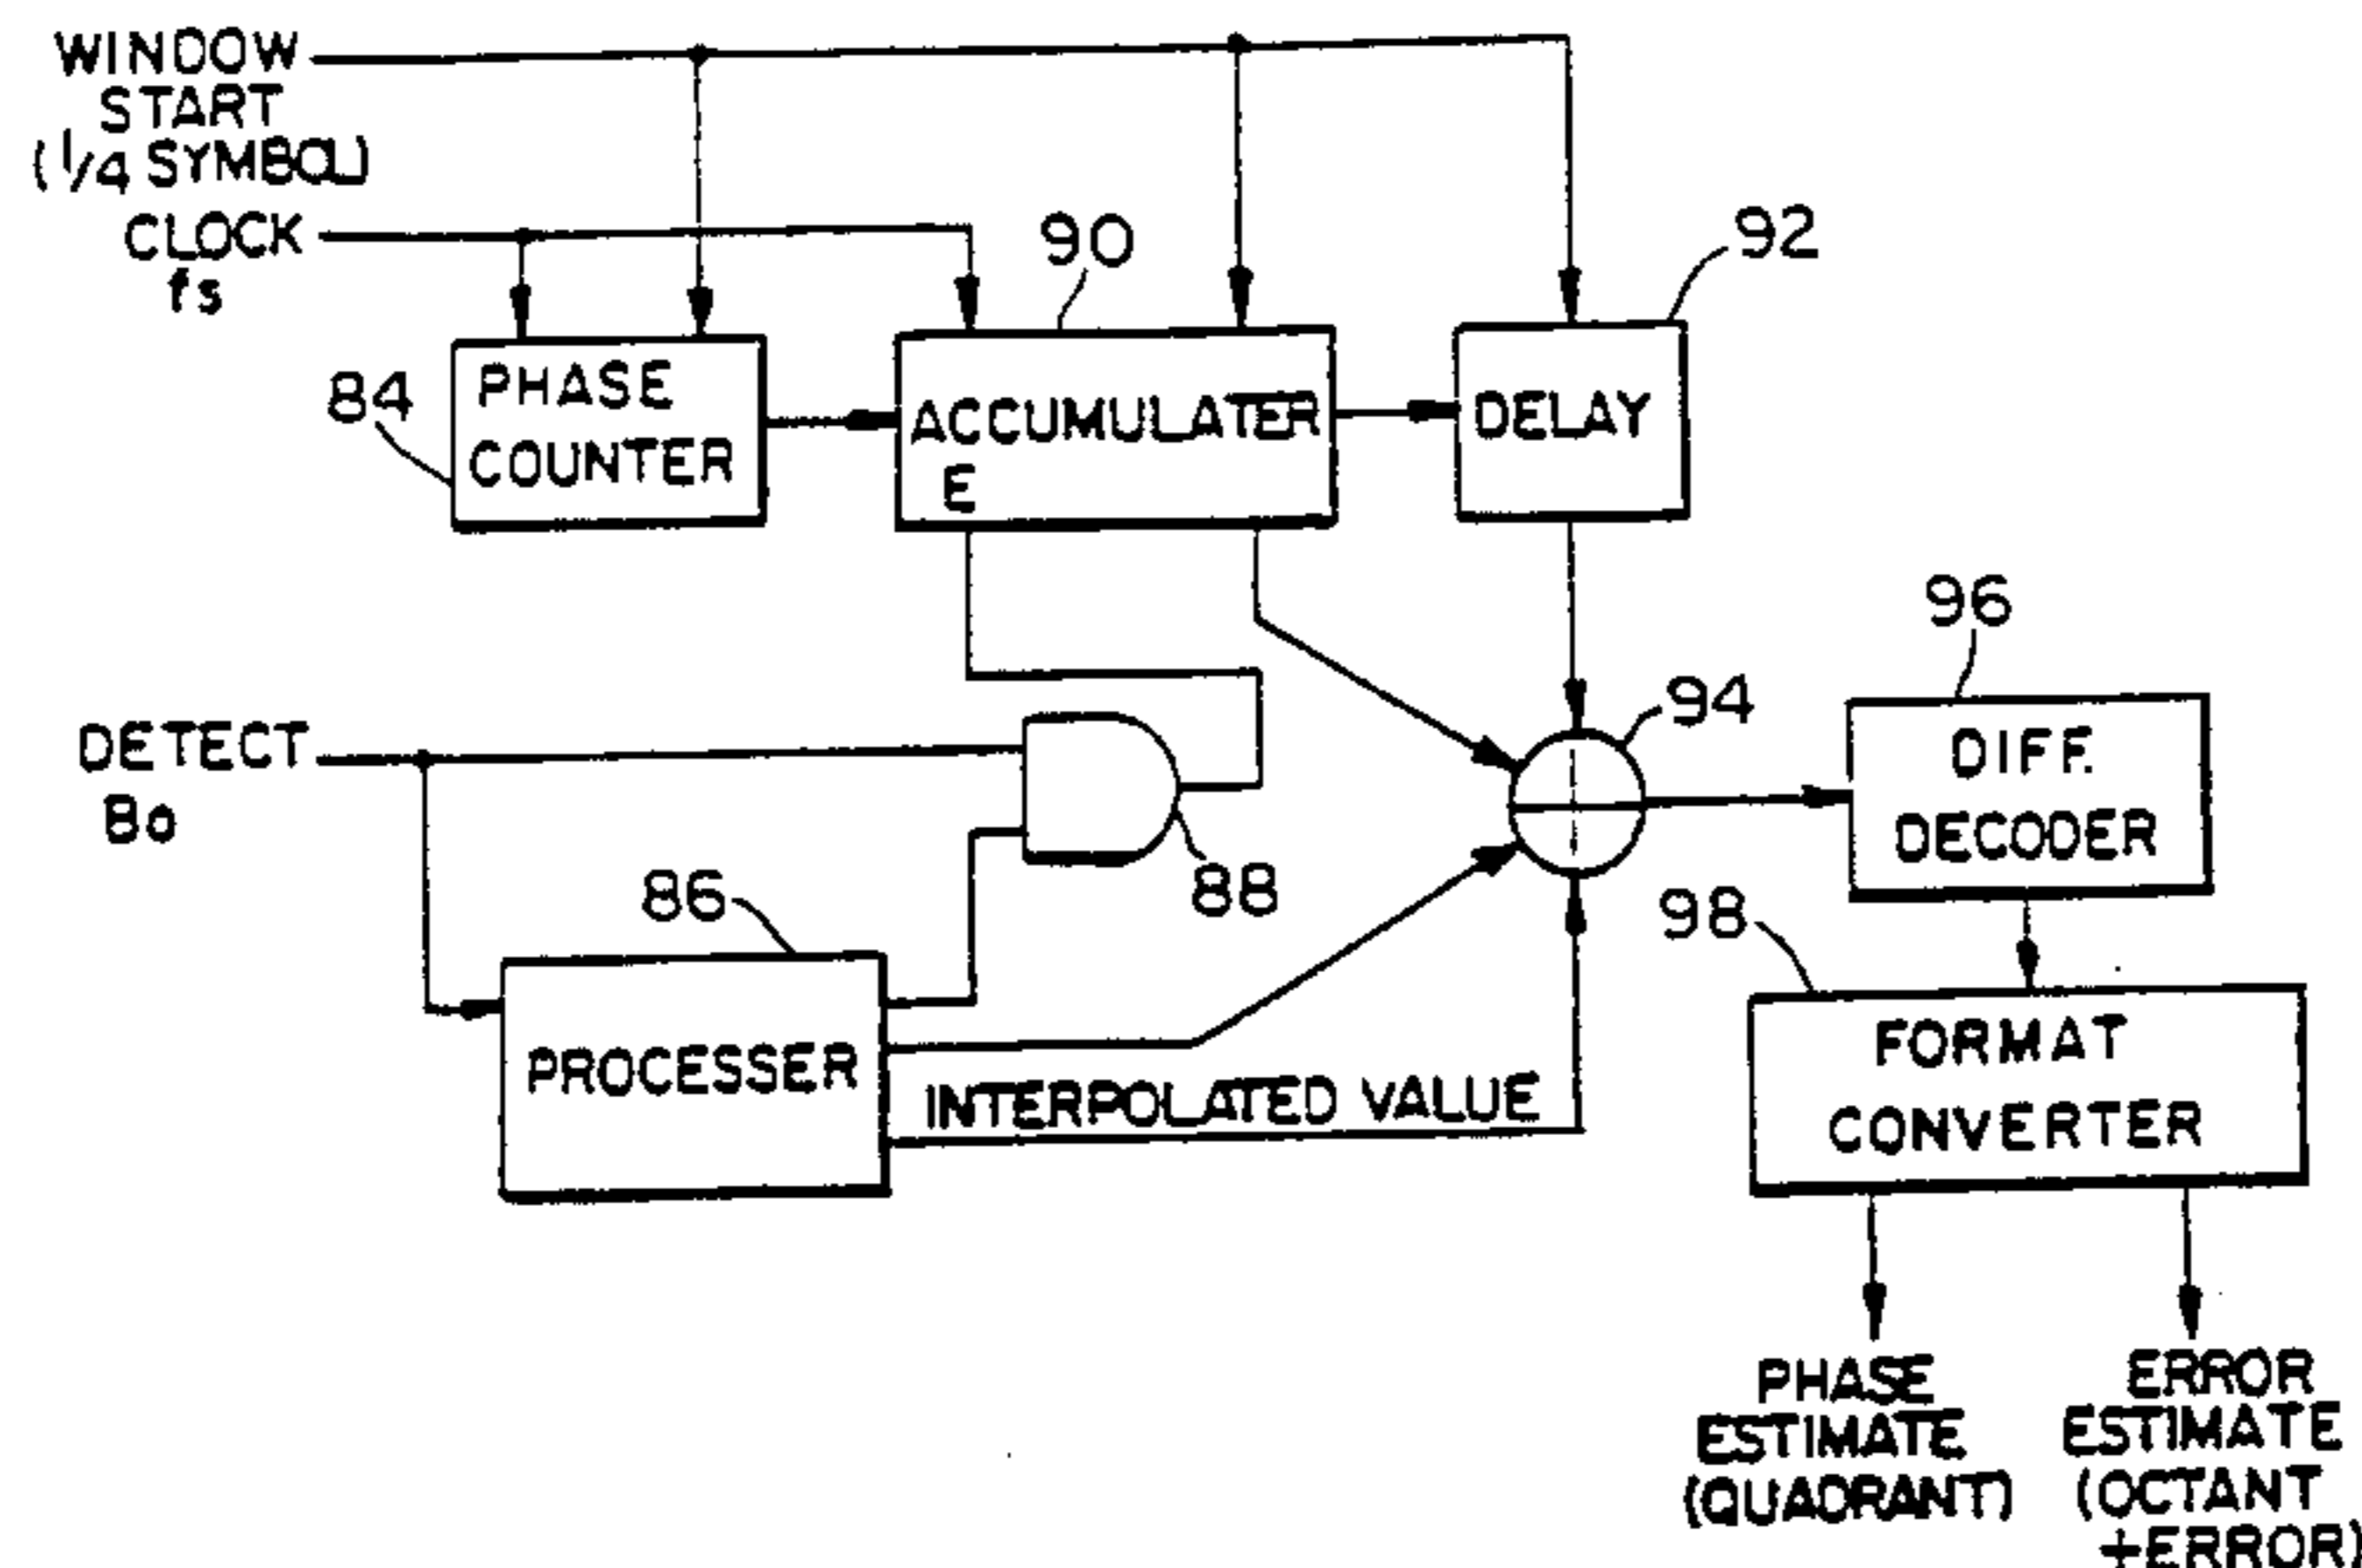 WINDOW
START
(1/4 SYMBOL)
CLOCK
fs
90
92
84
PHASE
COUNTER
ACCUMULATER
E
DELAY
96
94
DETECT
80
DIFF.
DECODER
88
86
98
PROCESSER
INTERPOLATED VALUE
FORMAT
CONVERTER
PHASE
ESTIMATE
(QUADRANT)
ERROR
ESTIMATE
(OCTANT
+ERROR)